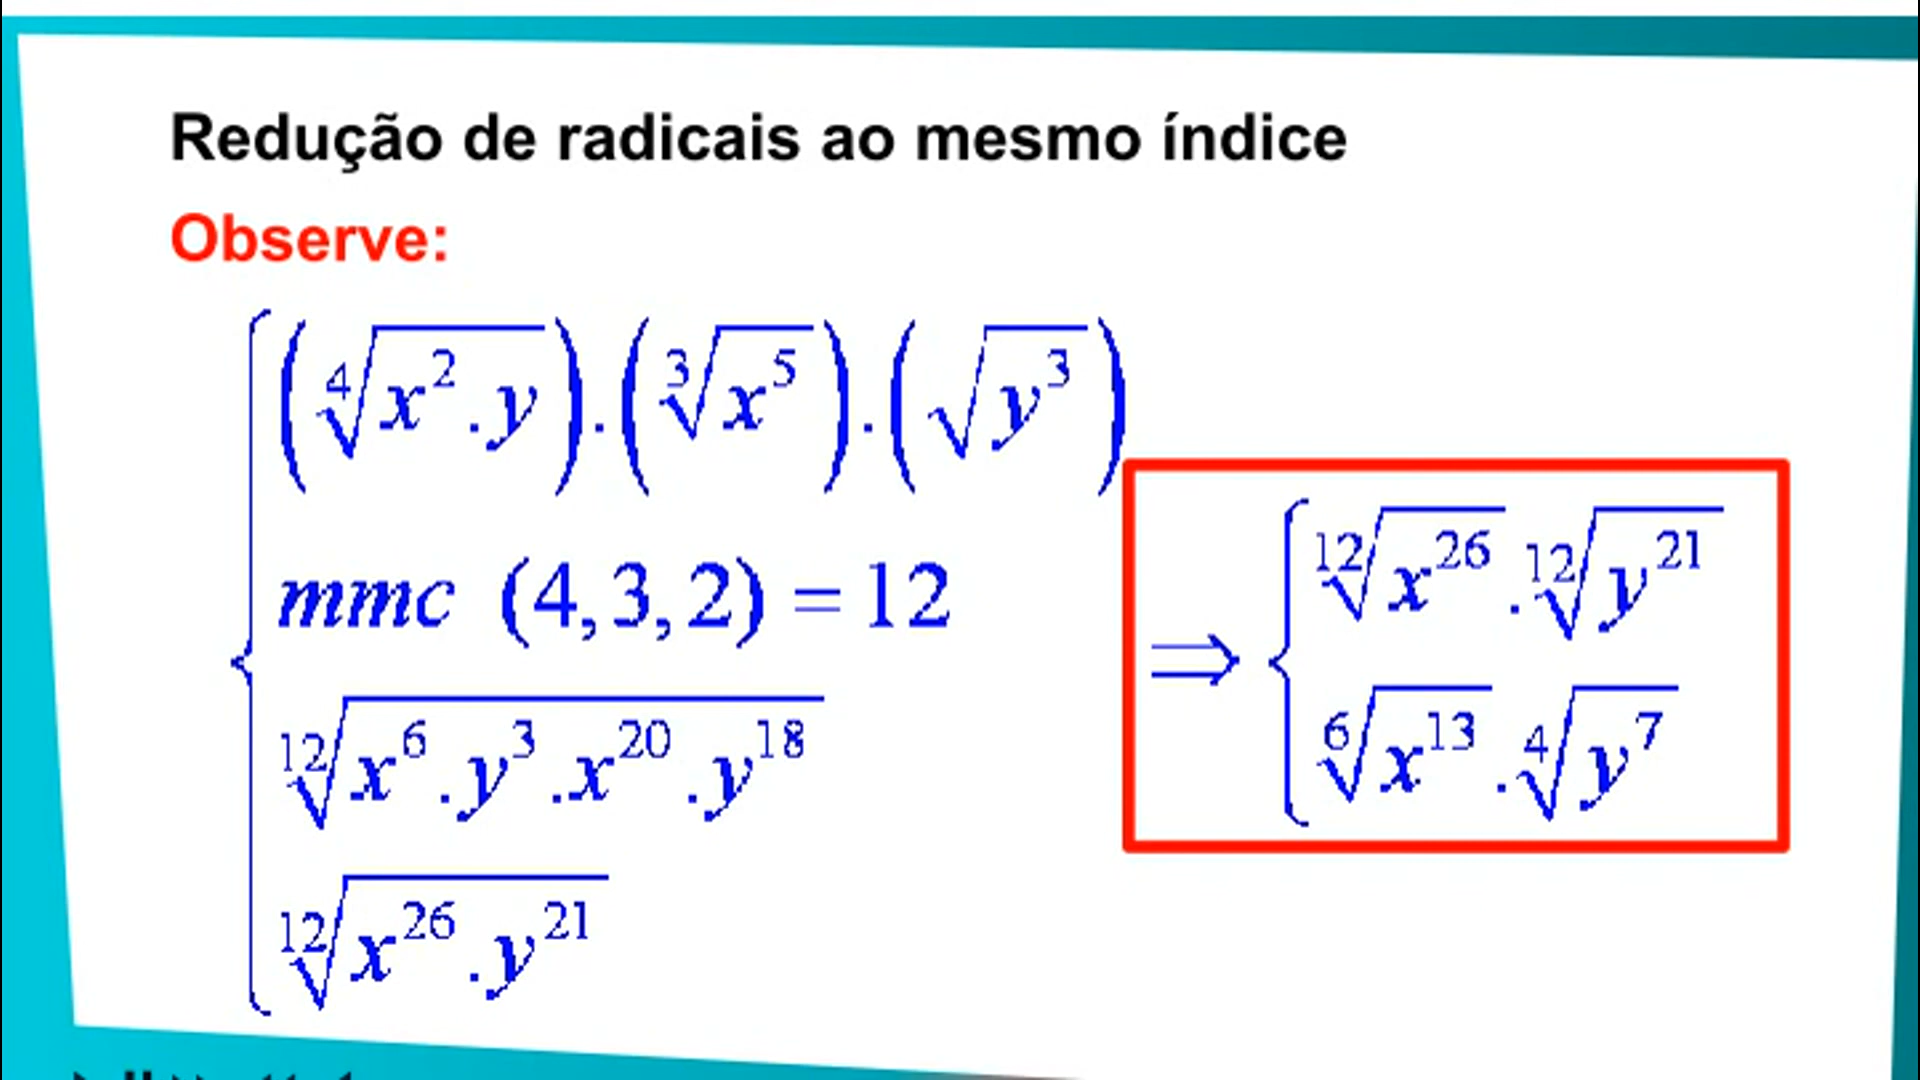 Redução de radicais ao mesmo índice
Observe:
(⁴√x².y).(³√x⁵).(√y³)
mmc (4,3,2) = 12
¹²√x⁶.y³.x²⁰.y¹⁸
¹²√x²⁶.y²¹
⇒ ¹²√x²⁶.¹²√y²¹
⁶√x¹³.⁴√y⁷